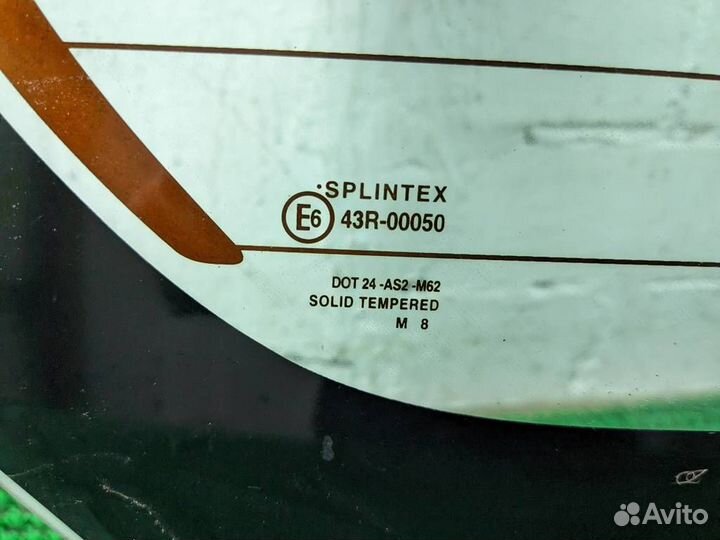 SPLINTEX
E6 43R-00050
DOT 24 -AS2 -M62
SOLID TEMPERED
M 8
Avito